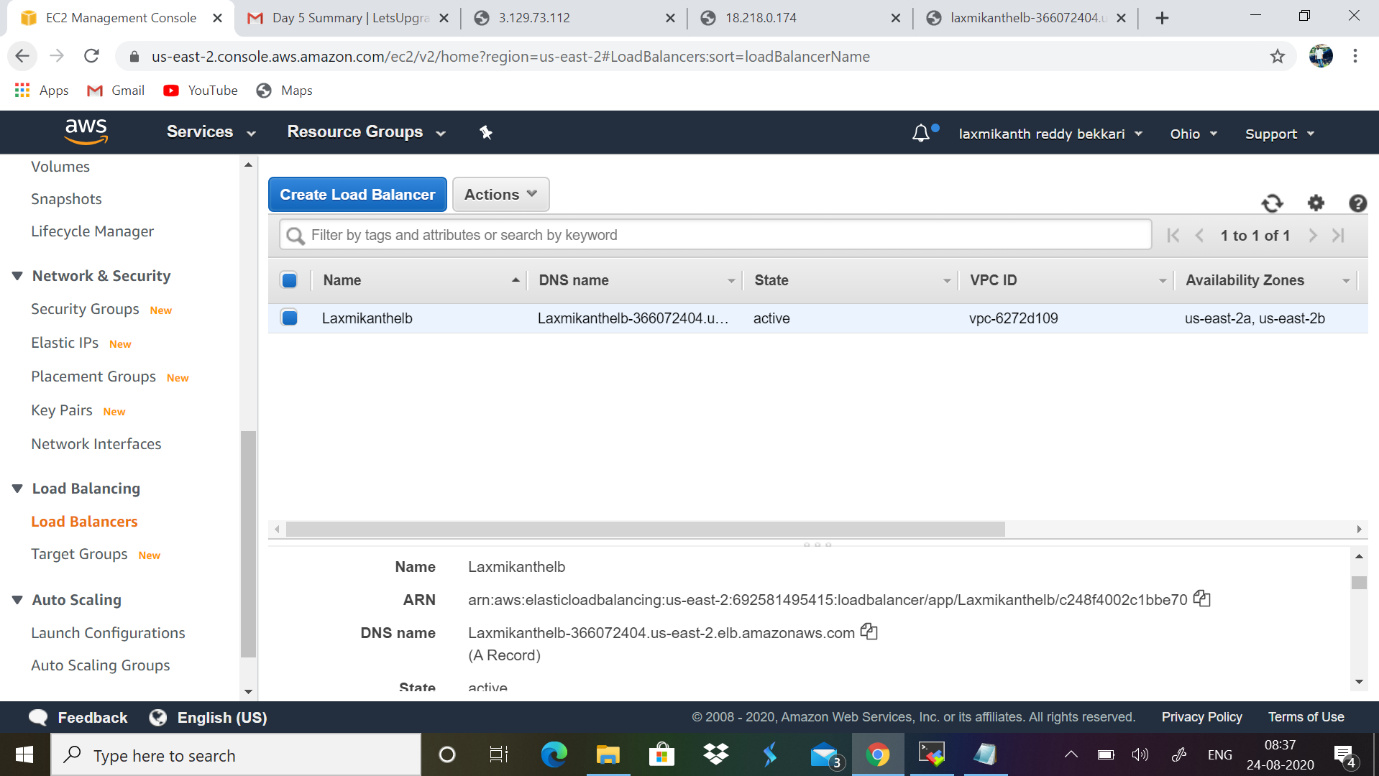 EC2 Management Console
Day 5 Summary | LetsUpgra
3.129.73.112
18.218.0.174
laxmikanthelb-366072404.u
us-east-2.console.aws.amazon.com/ec2/v2/home?region=us-east-2#LoadBalancers:sort=loadBalancerName
Apps Gmail YouTube Maps
aws Services Resource Groups laxmikanth reddy bekkari Ohio Support
Volumes
Snapshots
Lifecycle Manager
Network & Security
Security Groups New
Elastic IPs New
Placement Groups New
Key Pairs New
Network Interfaces
Load Balancing
Load Balancers
Target Groups New
Auto Scaling
Launch Configurations
Auto Scaling Groups
Create Load Balancer Actions
Filter by tags and attributes or search by keyword 1 to 1 of 1
Name DNS name State VPC ID Availability Zones
Laxmikanthelb Laxmikanthelb-366072404.u... active vpc-6272d109 us-east-2a, us-east-2b
Name Laxmikanthelb
ARN arn:aws:elasticloadbalancing:us-east-2:692581495415:loadbalancer/app/Laxmikanthelb/c248f4002c1bbe70
DNS name Laxmikanthelb-366072404.us-east-2.elb.amazonaws.com
(A Record)
State active
Feedback English (US) © 2008 - 2020, Amazon Web Services, Inc. or its affiliates. All rights reserved. Privacy Policy Terms of Use
Type here to search 3 ENG 08:37 4
24-08-2020